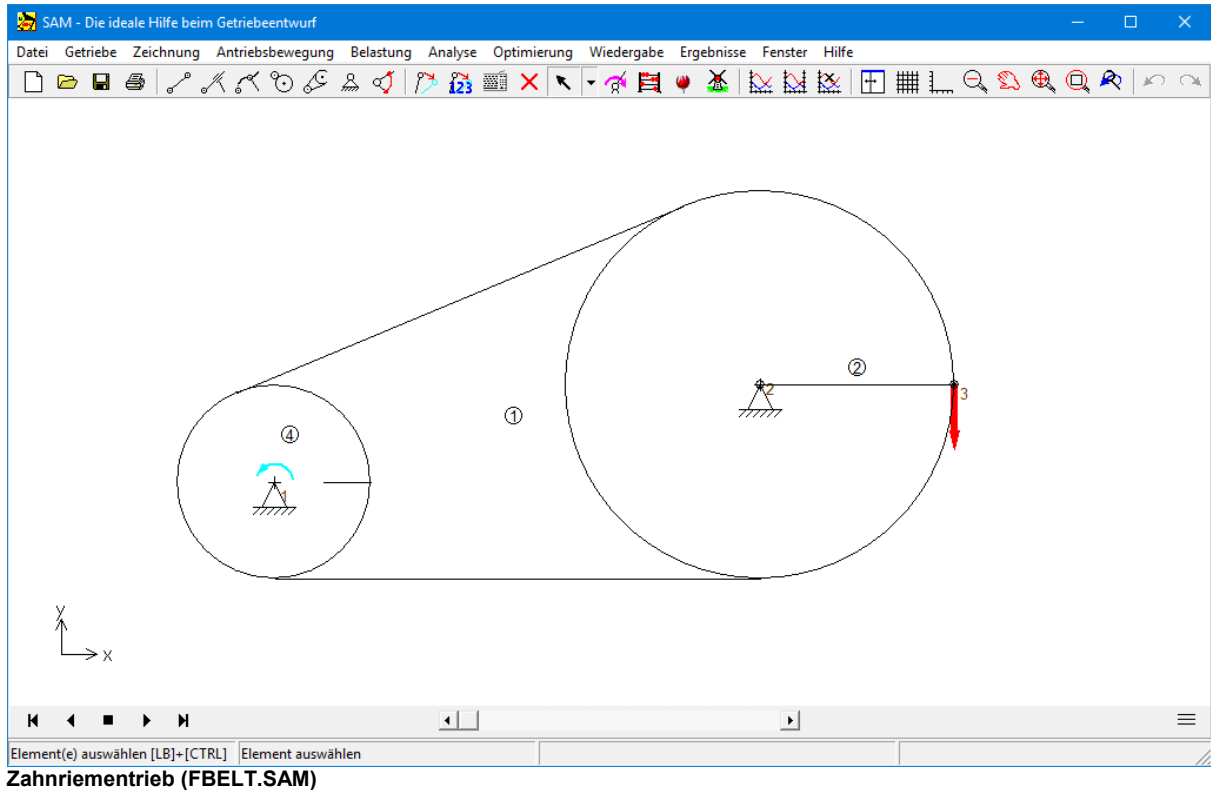 SAM - Die ideale Hilfe beim Getriebeentwurf
Datei Getriebe Zeichnung Antriebsbewegung Belastung Analyse Optimierung Wiedergabe Ergebnisse Fenster Hilfe
123
②
2
3
①
④
1
y
x
Element(e) auswählen [LB]+[CTRL] Element auswählen
Zahnriementrieb (FBELT.SAM)